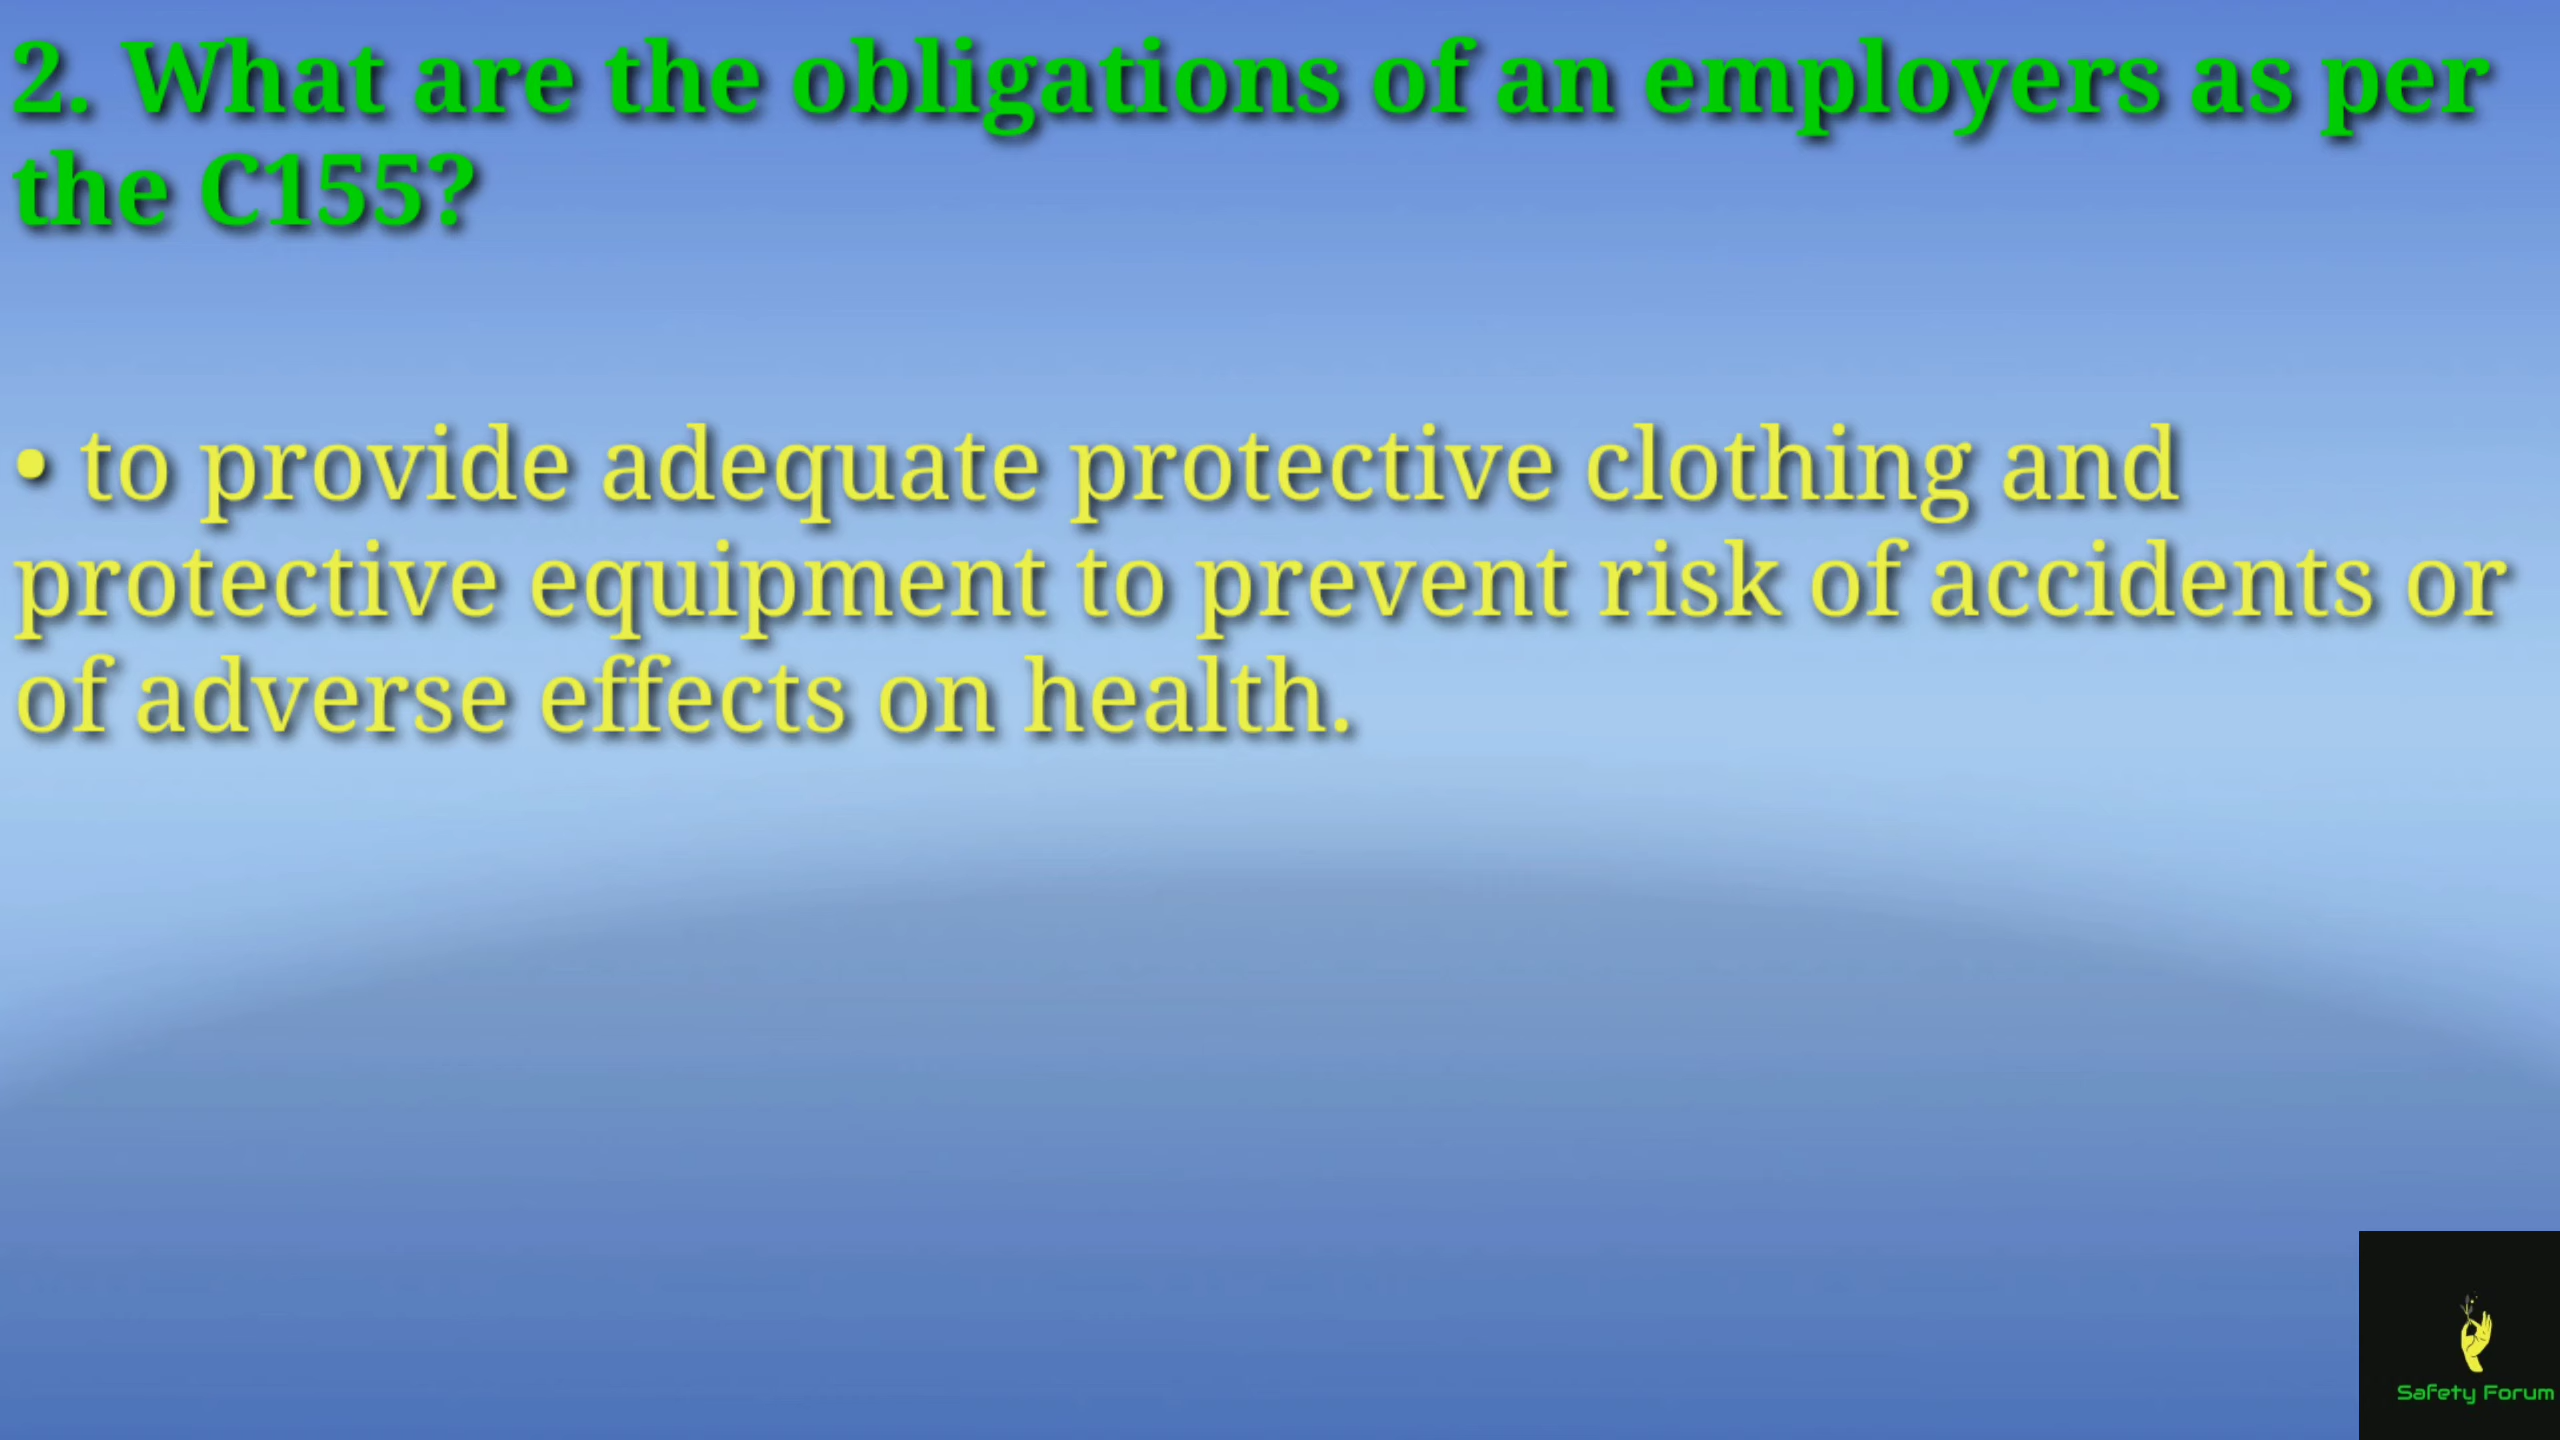 2. What are the obligations of an employers as per
the C155?
• to provide adequate protective clothing and
protective equipment to prevent risk of accidents or
of adverse effects on health.
Safety Forum